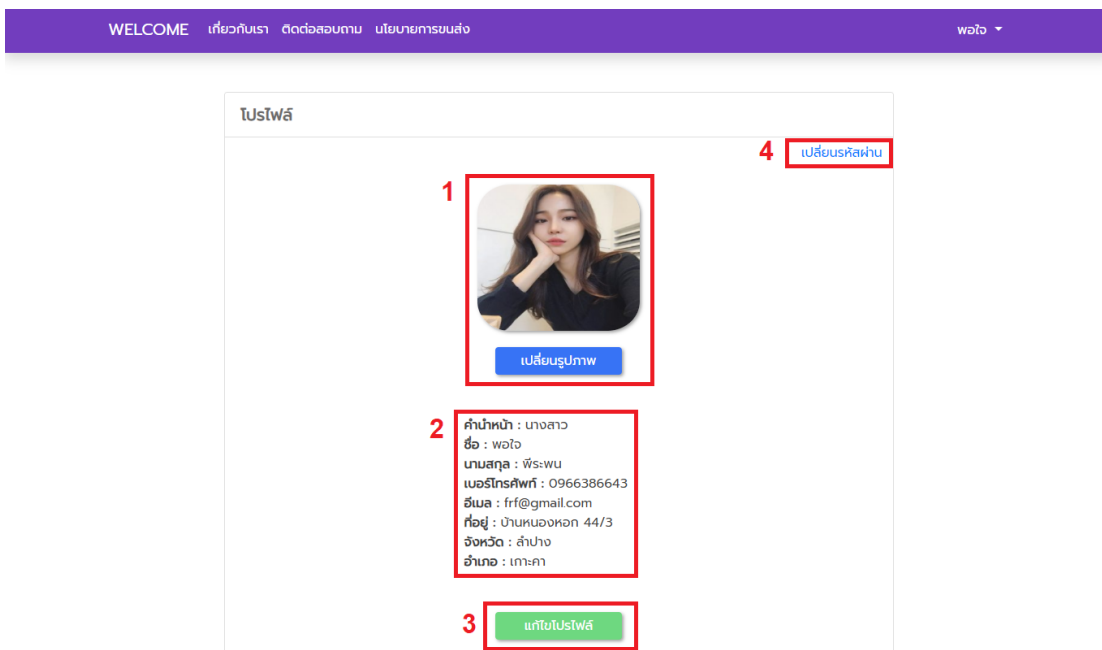 WELCOME เกี่ยวกับเรา ติดต่อสอบถาม นโยบายการขนส่ง พอใจ
โปรไฟล์
4 เปลี่ยนรหัสผ่าน
1
เปลี่ยนรูปภาพ
2
คำนำหน้า : นางสาว
ชื่อ : พอใจ
นามสกุล : พีระพน
เบอร์โทรศัพท์ : 0966386643
อีเมล : frf@gmail.com
ที่อยู่ : บ้านหนองหอก 44/3
จังหวัด : ลำปาง
อำเภอ : เกาะคา
3 แก้ไขโปรไฟล์